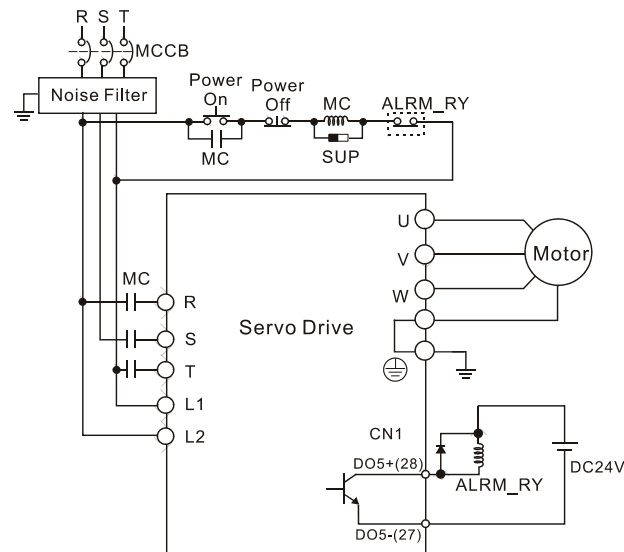 R S T
MCCB
Noise Filter
Power On
Power Off
MC
ALRM_RY
MC
SUP
U
V
W
Motor
MC
R
S
T
L1
L2
Servo Drive
CN1
DO5+(28)
DO5-(27)
ALRM_RY
DC24V